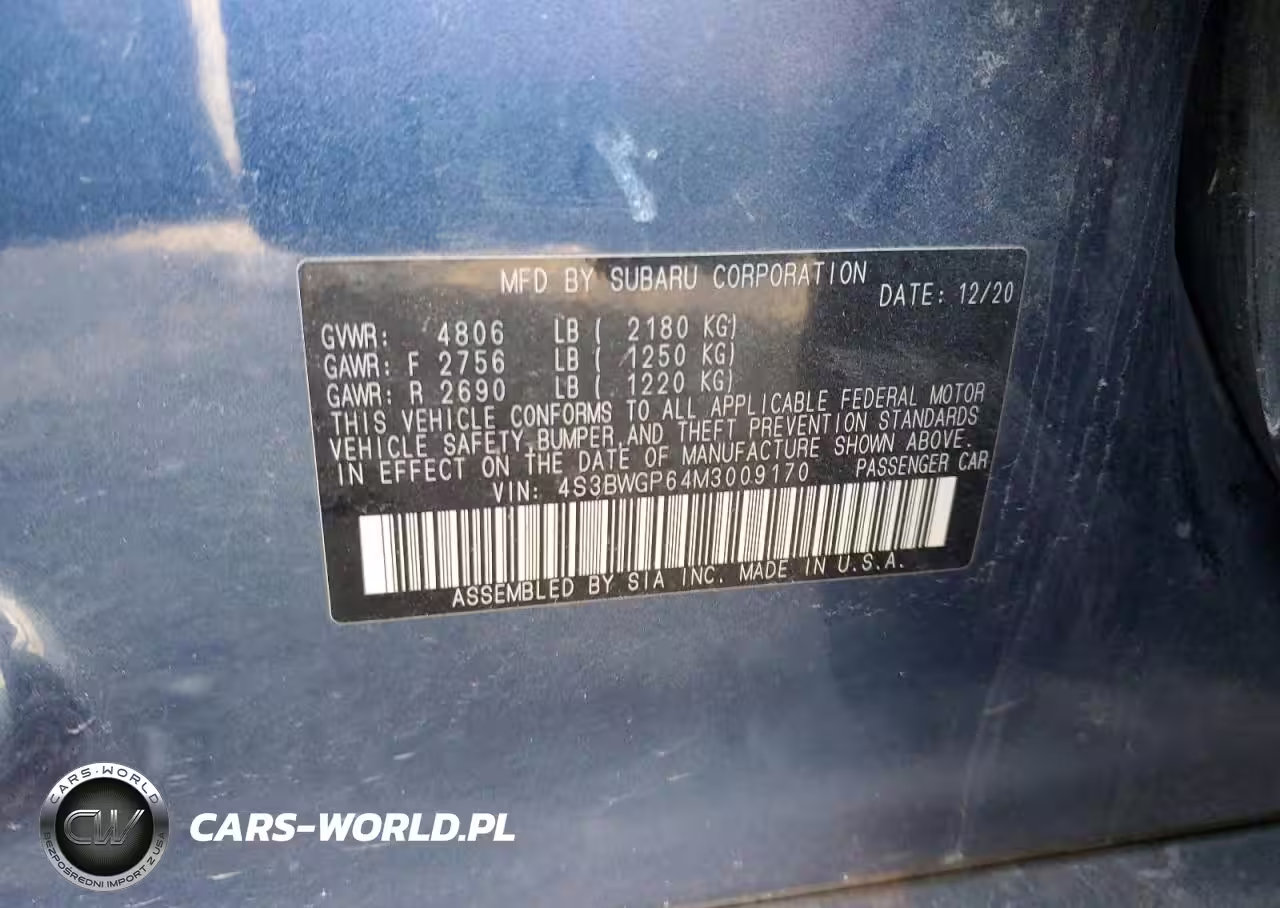 MFD BY SUBARU CORPORATION
DATE: 12/20
GVWR: 4806 LB ( 2180 KG)
GAWR: F 2756 LB ( 1250 KG)
GAWR: R 2690 LB ( 1220 KG)
THIS VEHICLE CONFORMS TO ALL APPLICABLE FEDERAL MOTOR
VEHICLE SAFETY,BUMPER,AND THEFT PREVENTION STANDARDS
IN EFFECT ON THE DATE OF MANUFACTURE SHOWN ABOVE.
VIN: 4S3BWGP64M3009170 PASSENGER CAR
ASSEMBLED BY SIA INC. MADE IN U.S.A.
CARS-WORLD
CW
BEZPOŚREDNI IMPORT Z USA
CARS-WORLD.PL